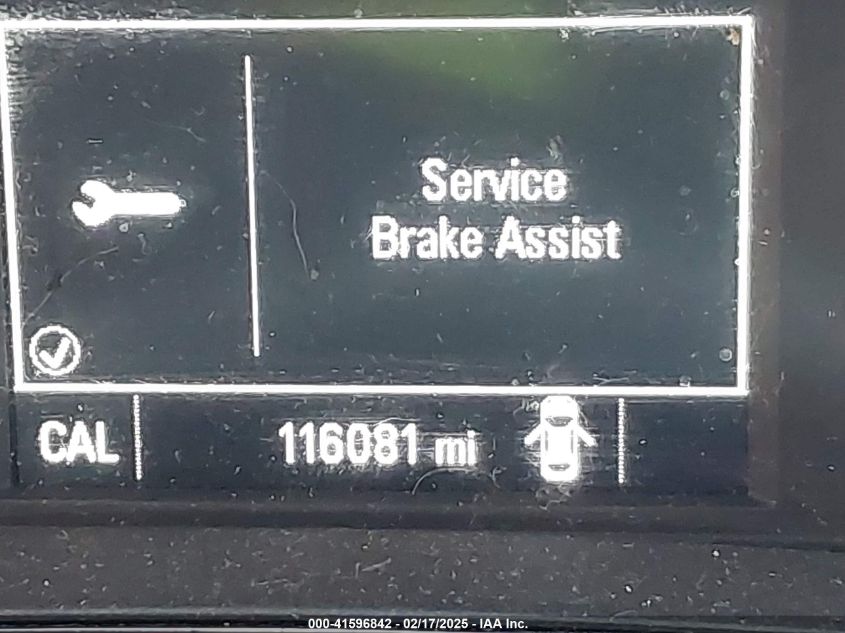 Service
Brake Assist
CAL 116081 mi
000-41596842 - 02/17/2025 - IAA Inc.